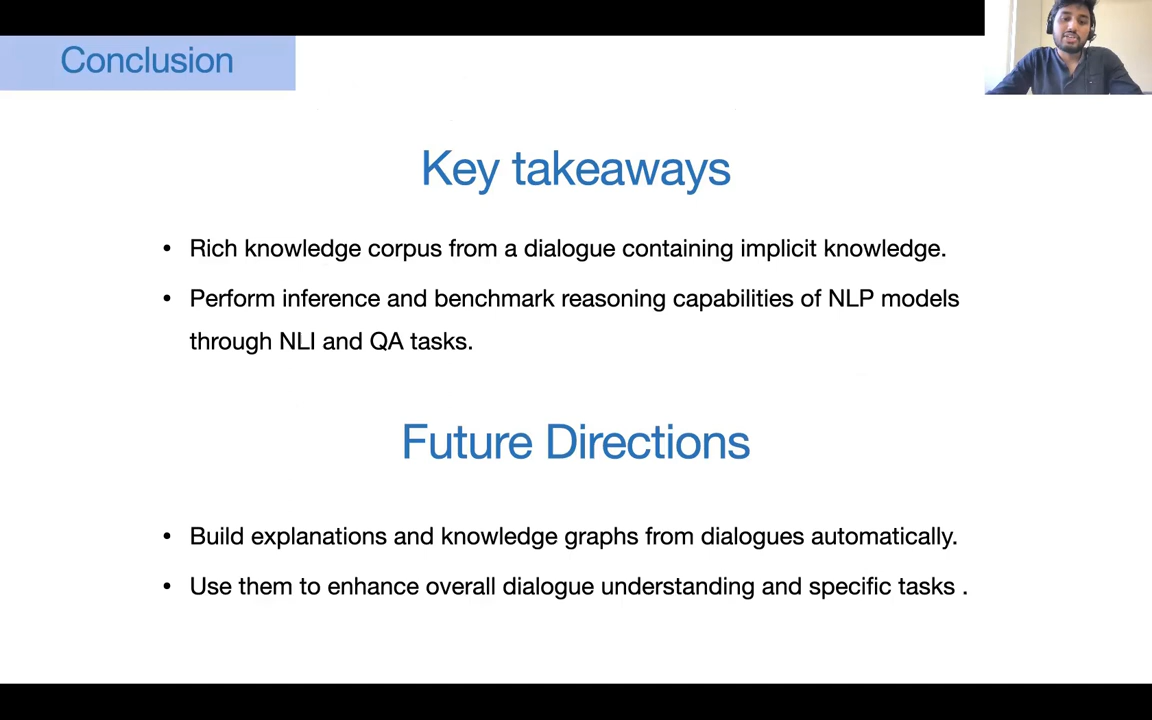 Conclusion
Key takeaways
• Rich knowledge corpus from a dialogue containing implicit knowledge.
• Perform inference and benchmark reasoning capabilities of NLP models
through NLI and QA tasks.
Future Directions
• Build explanations and knowledge graphs from dialogues automatically.
• Use them to enhance overall dialogue understanding and specific tasks .